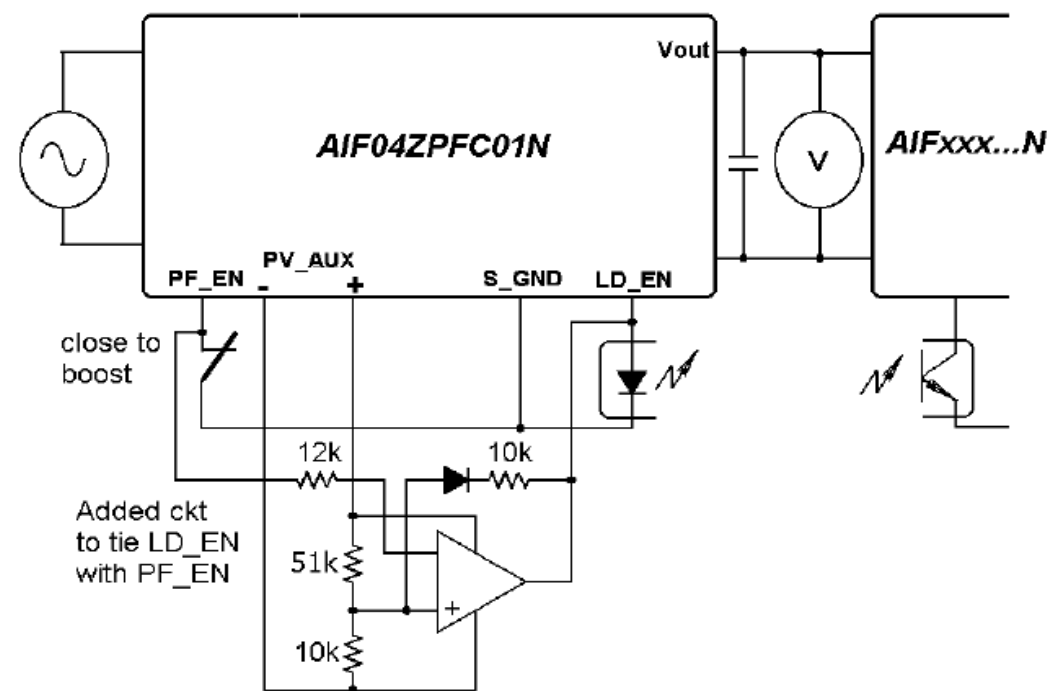 Vout
AIF04ZPFC01N
AIFxxx...N
V
PF_EN
PV_AUX
- +
S_GND
LD_EN
close to
boost
12k
10k
Added ckt
to tie LD_EN
with PF_EN
51k
+
10k